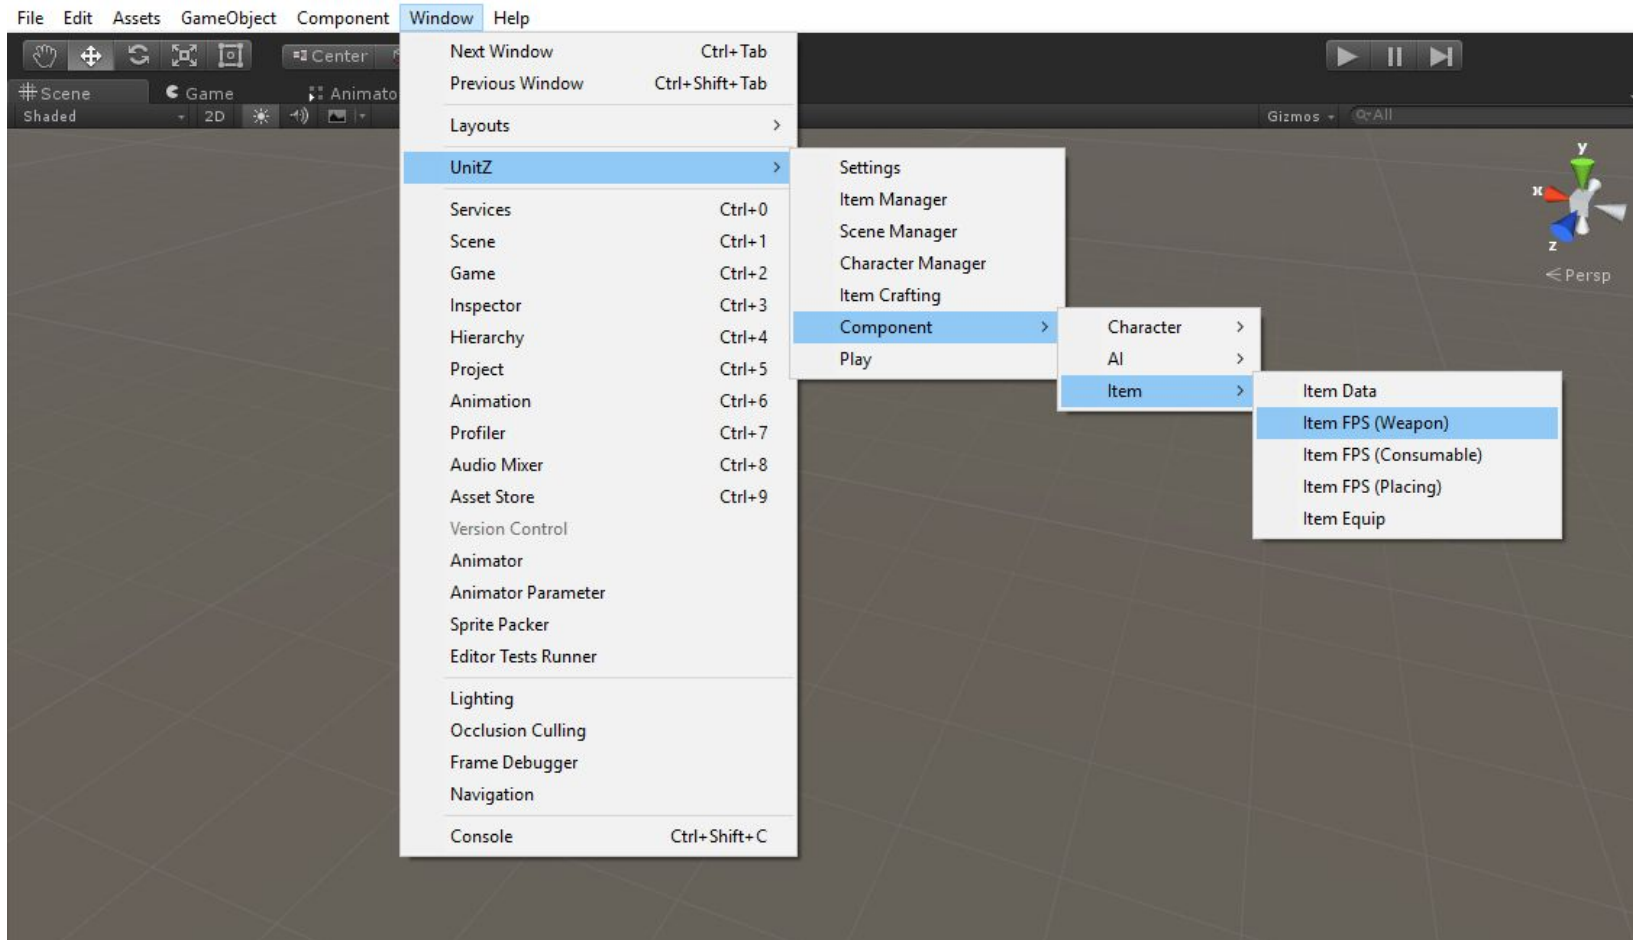 File Edit Assets GameObject Component Window Help
Center
Scene Game Animato
Shaded 2D Gizmos All
Next Window Ctrl+Tab
Previous Window Ctrl+Shift+Tab
Layouts
UnitZ
Services Ctrl+0
Scene Ctrl+1
Game Ctrl+2
Inspector Ctrl+3
Hierarchy Ctrl+4
Project Ctrl+5
Animation Ctrl+6
Profiler Ctrl+7
Audio Mixer Ctrl+8
Asset Store Ctrl+9
Version Control
Animator
Animator Parameter
Sprite Packer
Editor Tests Runner
Lighting
Occlusion Culling
Frame Debugger
Navigation
Console Ctrl+Shift+C
Settings
Item Manager
Scene Manager
Character Manager
Item Crafting
Component
Play
Character
AI
Item
Item Data
Item FPS (Weapon)
Item FPS (Consumable)
Item FPS (Placing)
Item Equip
y
x
z
Persp